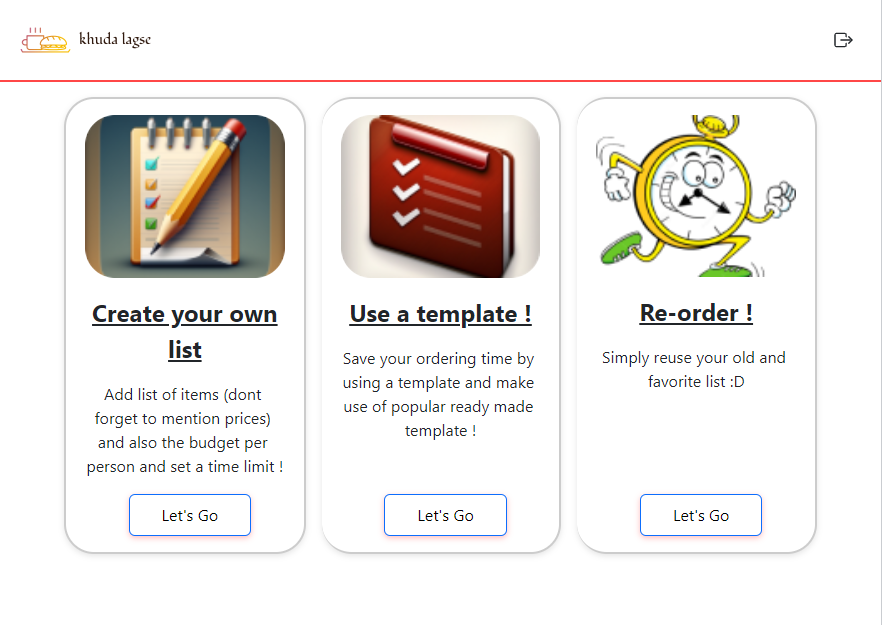 khuda lagse
Create your own
list
Add list of items (dont
forget to mention prices)
and also the budget per
person and set a time limit !
Let's Go
Use a template !
Save your ordering time by
using a template and make
use of popular ready made
template !
Let's Go
Re-order !
Simply reuse your old and
favorite list :D
Let's Go